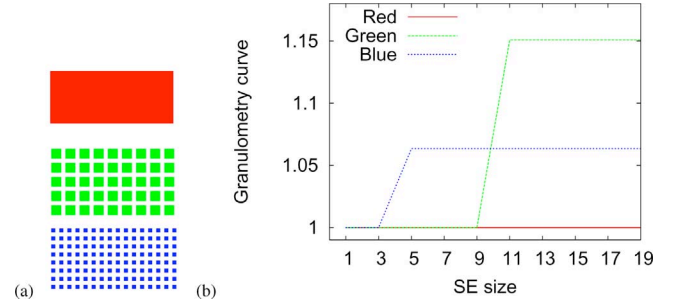 (a)
(b)
Granulometry curve
Red
Green
Blue
1.15
1.1
1.05
1
1 3 5 7 9 11 13 15 17 19
SE size